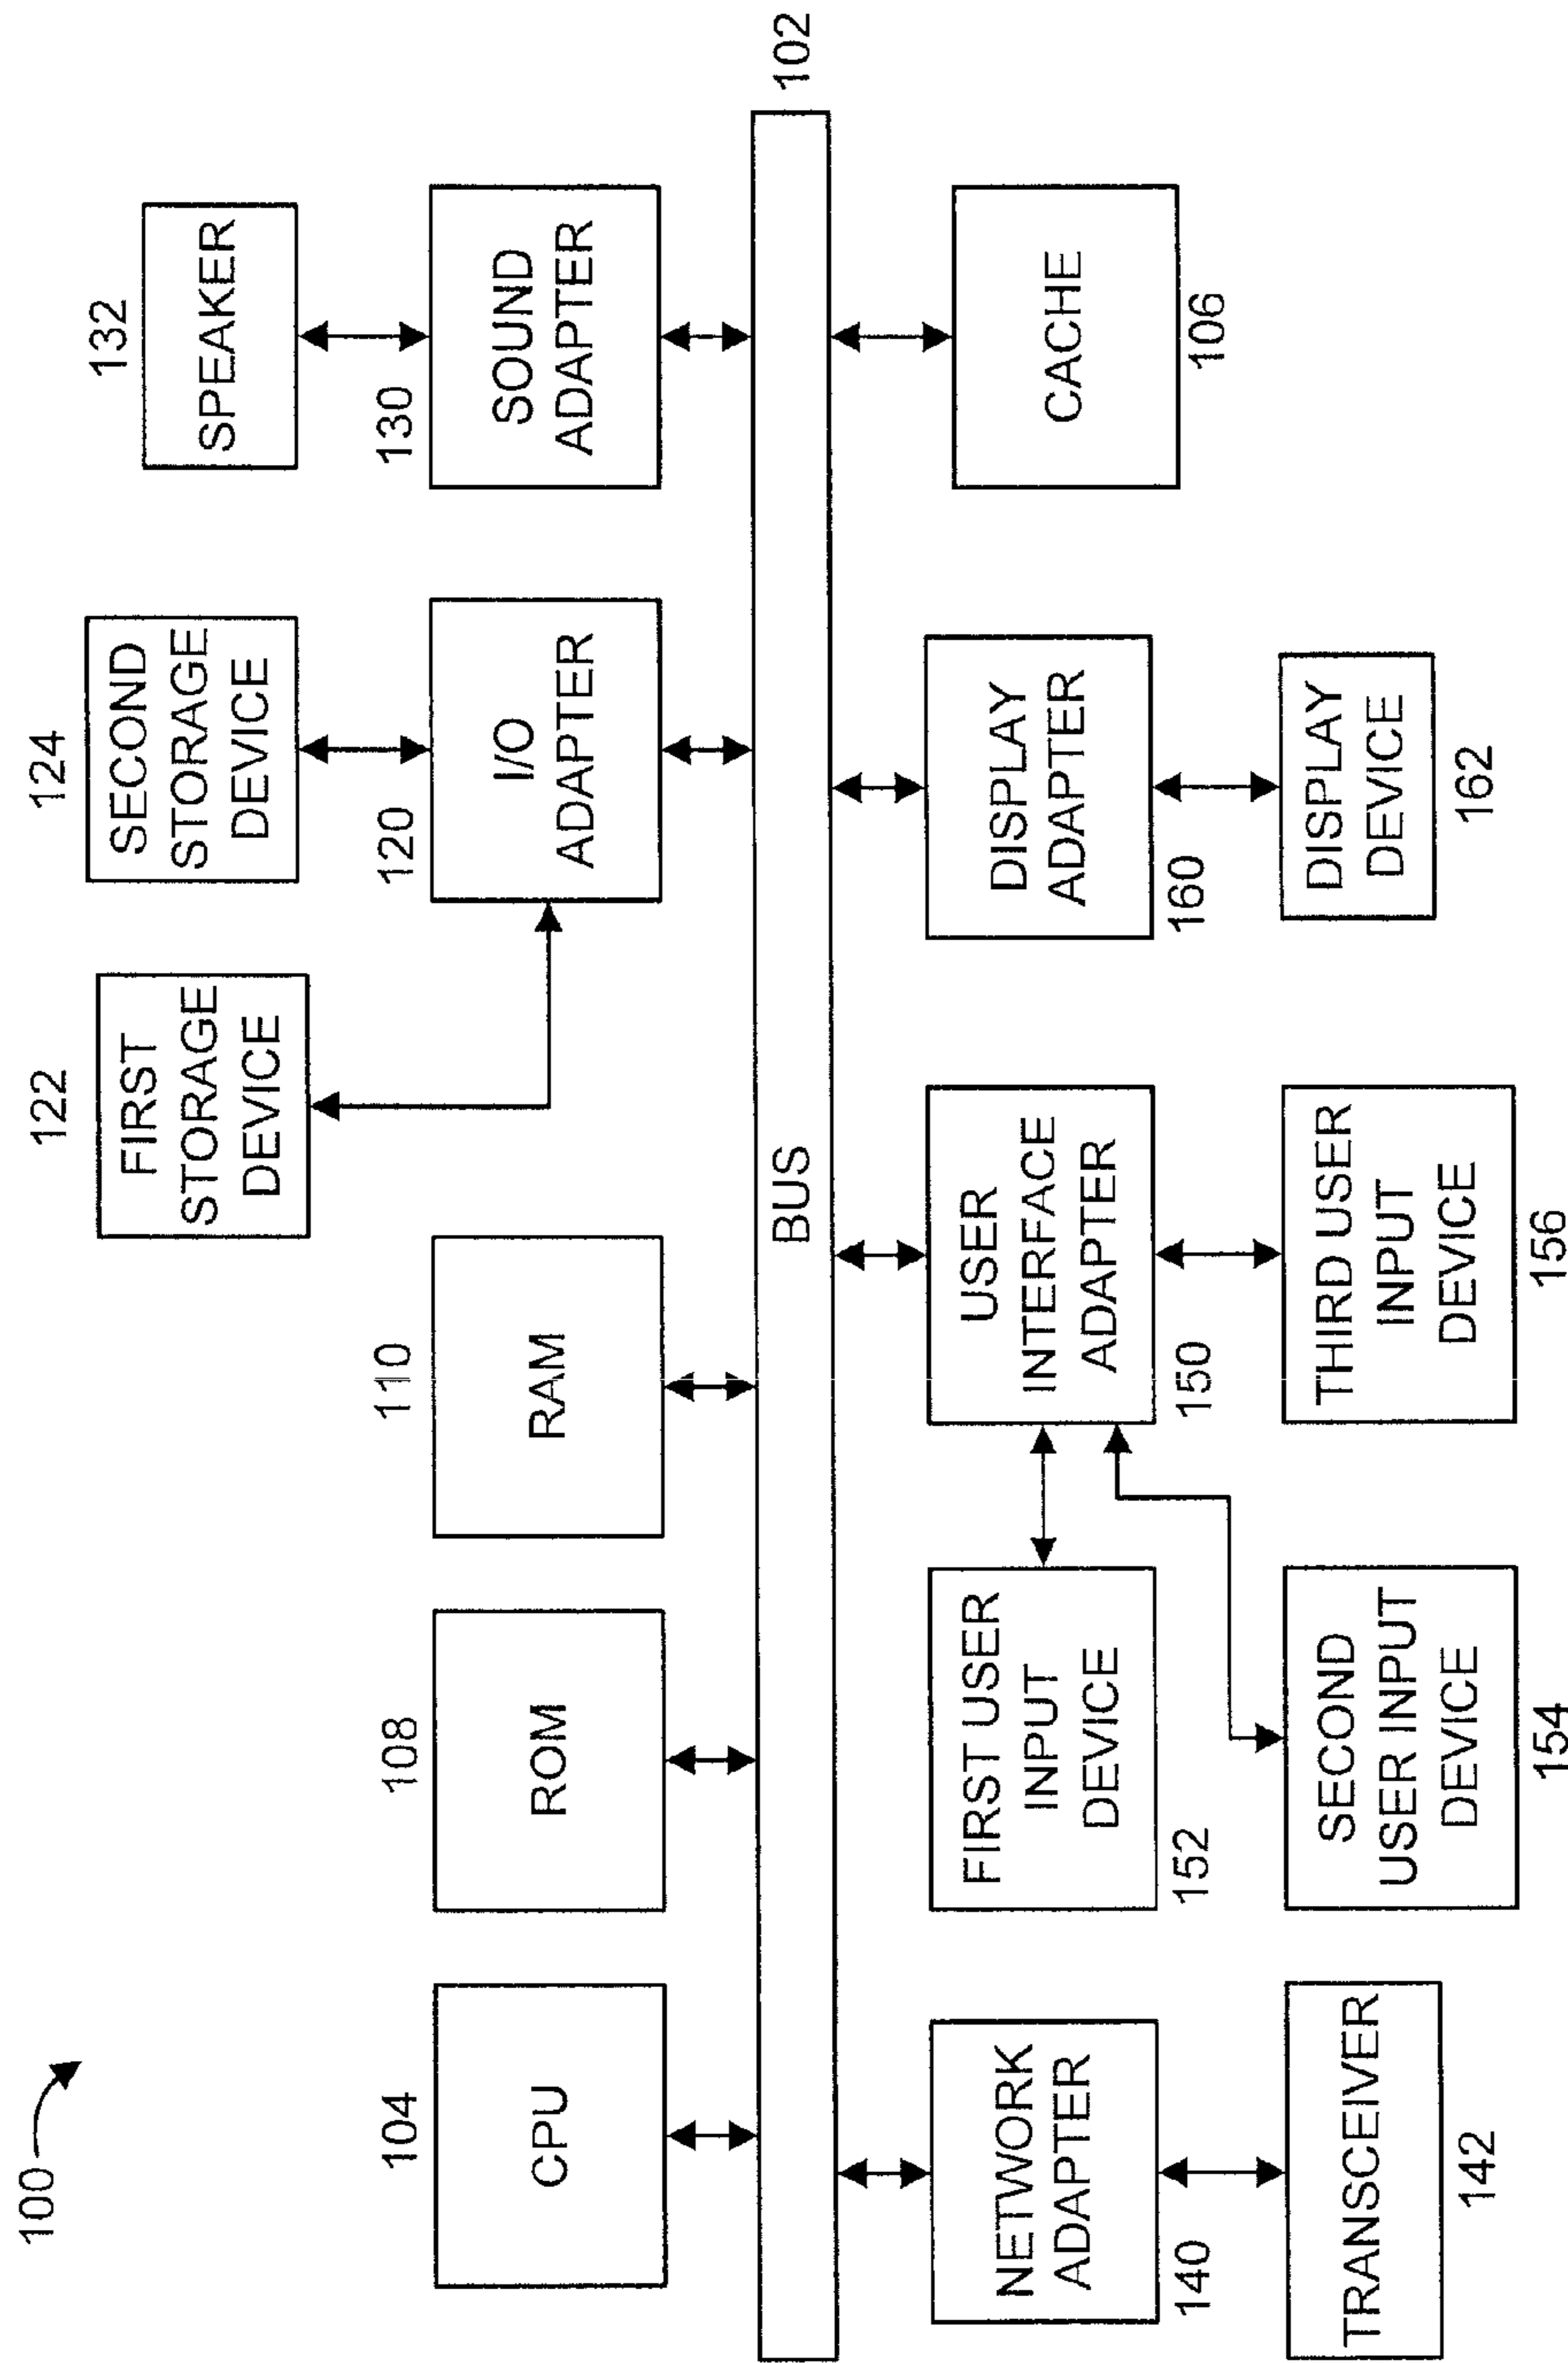 100
104
CPU
108
ROM
110
RAM
122
FIRST
STORAGE
DEVICE
124
SECOND
STORAGE
DEVICE
120
I/O
ADAPTER
132
SPEAKER
130
SOUND
ADAPTER
BUS
102
140
NETWORK
ADAPTER
142
TRANSCEIVER
FIRST USER
INPUT
DEVICE
152
SECOND
USER INPUT
DEVICE
154
USER
INTERFACE
ADAPTER
150
THIRD USER
INPUT
DEVICE
156
DISPLAY
ADAPTER
160
DISPLAY
DEVICE
162
CACHE
106